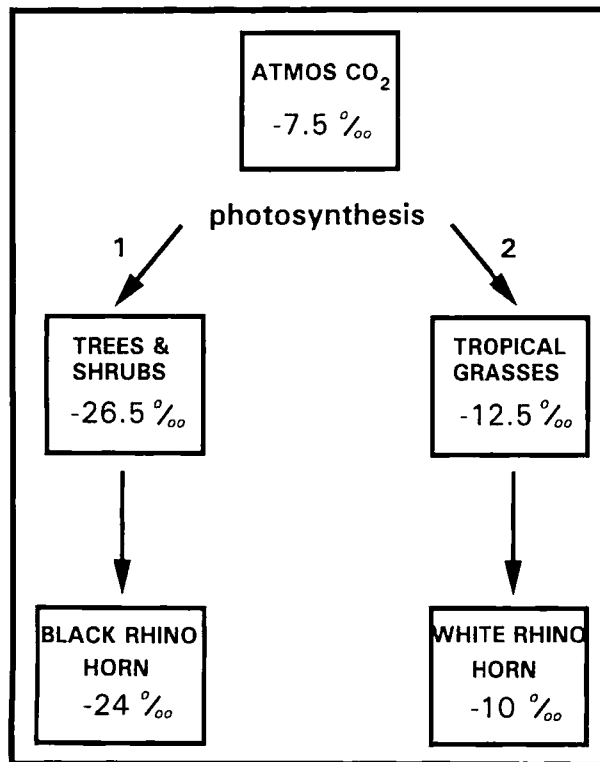 ATMOS CO₂
-7.5 ‰
photosynthesis
1
2
TREES &
SHRUBS
-26.5 ‰
TROPICAL
GRASSES
-12.5 ‰
BLACK RHINO
HORN
-24 ‰
WHITE RHINO
HORN
-10 ‰